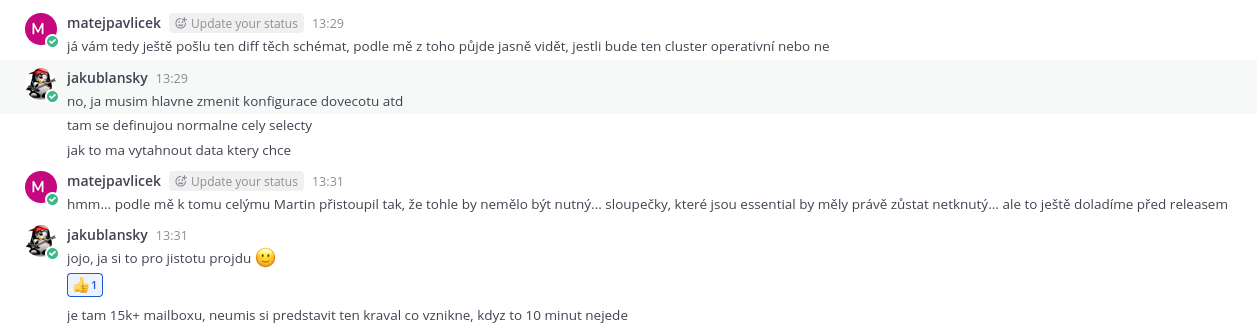 matejpavlicek Update your status 13:29
já vám tedy ještě pošlu ten diff těch schémat, podle mě z toho půjde jasně vidět, jestli bude ten cluster operativní nebo ne
jakublansky 13:29
no, ja musim hlavne zmenit konfigurace dovecotu atd
tam se definujou normalne cely selecty
jak to ma vytahnout data ktery chce
M matejpavlicek Update your status 13:31
hmm... podle mě k tomu celýmu Martin přistoupil tak, že tohle by nemělo být nutný... sloupečky, které jsou essential by měly právě zůstat netknutý... ale to ještě doladíme před releasem
jakublansky 13:31
jojo, ja si to pro jistotu projdu 🙂
👍 1
je tam 15k+ mailboxu, neumis si predstavit ten kraval co vznikne, kdyz to 10 minut nejede